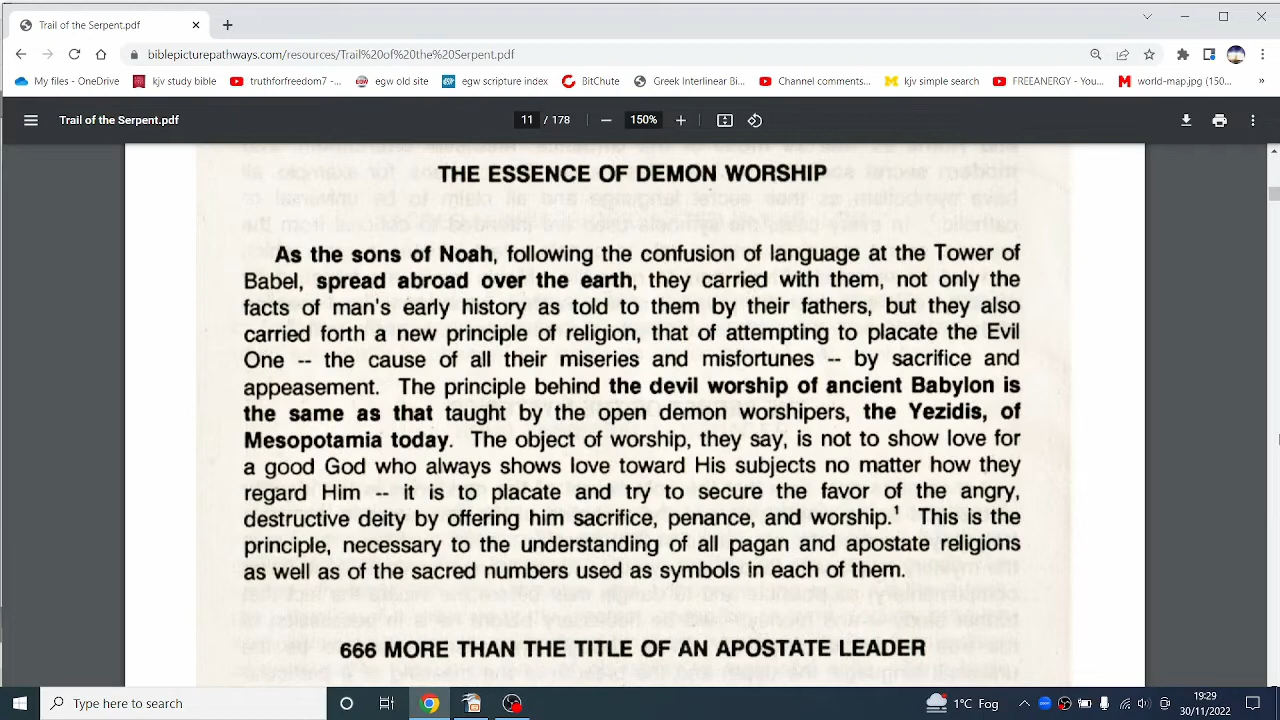 Trail of the Serpent.pdf
biblepicturepathways.com/resources/Trail%20of%20the%20Serpent.pdf
My files - OneDrive
kjv study bible
truthforfreedom7 -...
egw old site
egw scripture index
BitChute
Greek Interlinear Bi...
Channel comments...
kjv simple search
FREEANERGY - You...
world-map.jpg (150...
Trail of the Serpent.pdf
11 / 178
150%
THE ESSENCE OF DEMON WORSHIP
As the sons of Noah, following the confusion of language at the Tower of
Babel, spread abroad over the earth, they carried with them, not only the
facts of man's early history as told to them by their fathers, but they also
carried forth a new principle of religion, that of attempting to placate the Evil
One -- the cause of all their miseries and misfortunes -- by sacrifice and
appeasement. The principle behind the devil worship of ancient Babylon is
the same as that taught by the open demon worshipers, the Yezidis, of
Mesopotamia today. The object of worship, they say, is not to show love for
a good God who always shows love toward His subjects no matter how they
regard Him -- it is to placate and try to secure the favor of the angry,
destructive deity by offering him sacrifice, penance, and worship.¹ This is the
principle, necessary to the understanding of all pagan and apostate religions
as well as of the sacred numbers used as symbols in each of them.
666 MORE THAN THE TITLE OF AN APOSTATE LEADER
Type here to search
1°C Fog
19:29
30/11/2022